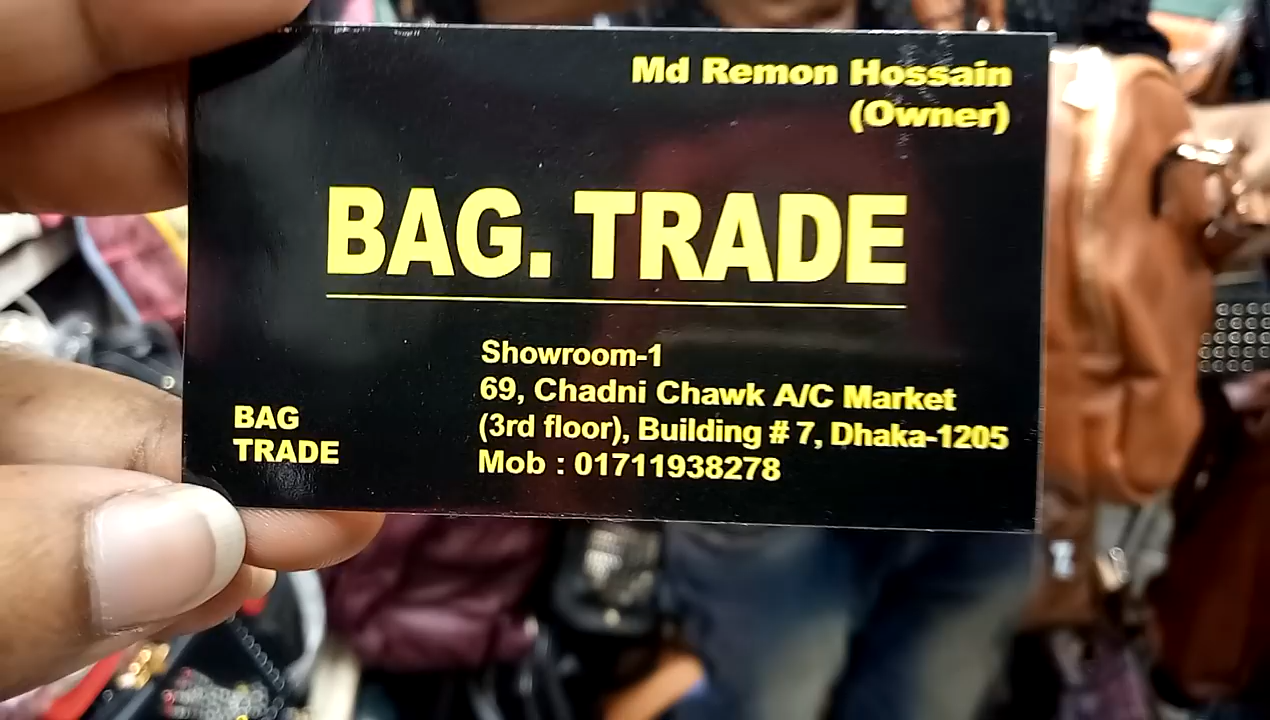 Md Remon Hossain
(Owner)
BAG. TRADE
Showroom-1
69, Chadni Chawk A/C Market
(3rd floor), Building # 7, Dhaka-1205
Mob : 01711938278
BAG
TRADE